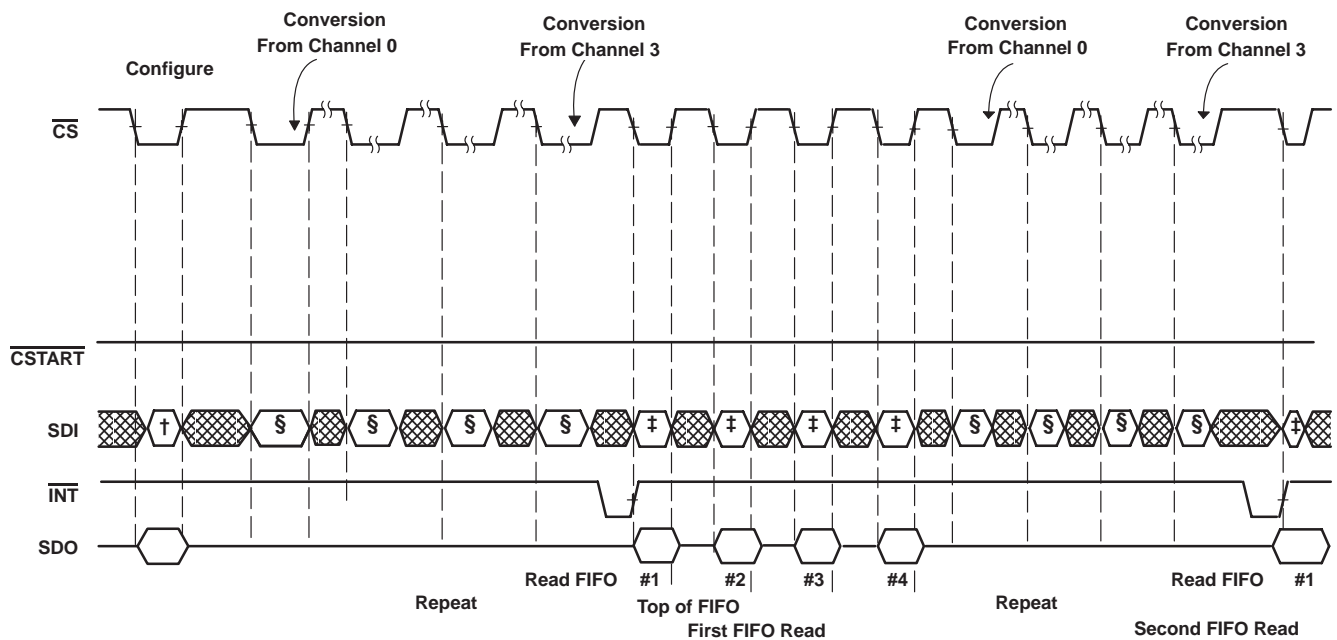 Conversion
From Channel 0
Conversion
From Channel 3
Conversion
From Channel 0
Conversion
From Channel 3
Configure
CS
CSTART
SDI † § § § § ‡ ‡ ‡ ‡ § § § § ‡
INT
SDO
Read FIFO #1 #2 #3 #4 Read FIFO #1
Repeat Top of FIFO Repeat
First FIFO Read Second FIFO Read